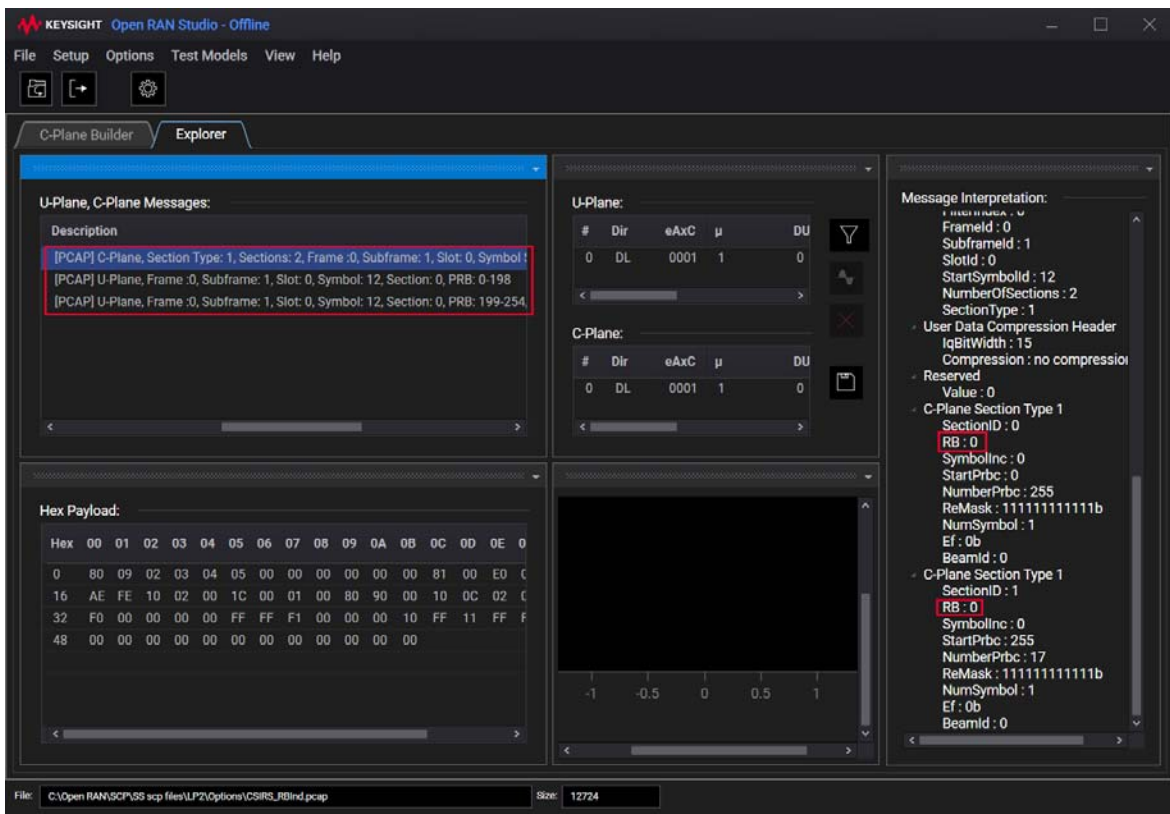 KEYSIGHT Open RAN Studio - Offline
File Setup Options Test Models View Help
C-Plane Builder Explorer
U-Plane, C-Plane Messages:
Description
[PCAP] C-Plane, Section Type: 1, Sections: 2, Frame :0, Subframe: 1, Slot: 0, Symbol
[PCAP] U-Plane, Frame :0, Subframe: 1, Slot: 0, Symbol: 12, Section: 0, PRB: 0-198
[PCAP] U-Plane, Frame :0, Subframe: 1, Slot: 0, Symbol: 12, Section: 0, PRB: 199-254,
U-Plane:
# Dir eAxC µ DU
0 DL 0001 1 0
C-Plane:
# Dir eAxC µ DU
0 DL 0001 1 0
Hex Payload:
Hex 00 01 02 03 04 05 06 07 08 09 0A 0B 0C 0D 0E
0 80 09 02 03 04 05 00 00 00 00 00 00 81 00 E0
16 AE FE 10 02 00 1C 00 01 00 80 90 00 10 0C 02
32 F0 00 00 00 00 FF FF F1 00 00 00 10 FF 11 FF
48 00 00 00 00 00 00 00 00 00 00 00 00
-1 -0.5 0 0.5 1
Message Interpretation:
FilterIndex : 0
FrameId : 0
SubframeId : 1
SlotId : 0
StartSymbolId : 12
NumberOfSections : 2
SectionType : 1
User Data Compression Header
IqBitWidth : 15
Compression : no compression
Reserved
Value : 0
C-Plane Section Type 1
SectionID : 0
RB : 0
SymbolInc : 0
StartPrbc : 0
NumberPrbc : 255
ReMask : 111111111111b
NumSymbol : 1
Ef : 0b
BeamId : 0
C-Plane Section Type 1
SectionID : 1
RB : 0
SymbolInc : 0
StartPrbc : 255
NumberPrbc : 17
ReMask : 111111111111b
NumSymbol : 1
Ef : 0b
BeamId : 0
File: C:\Open RAN\SCP\SS scp files\LP2\Options\CSIRS_RBInd.pcap Size: 12724